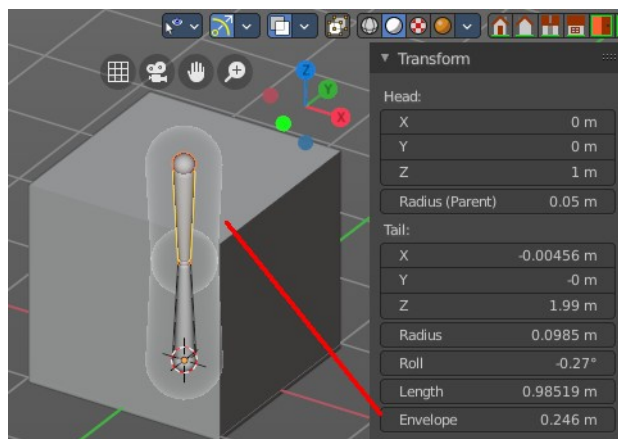 Transform
Z
Y
X
Head:
X 0 m
Y 0 m
Z 1 m
Radius (Parent) 0.05 m
Tail:
X -0.00456 m
Y -0 m
Z 1.99 m
Radius 0.0985 m
Roll -0.27°
Length 0.98519 m
Envelope 0.246 m